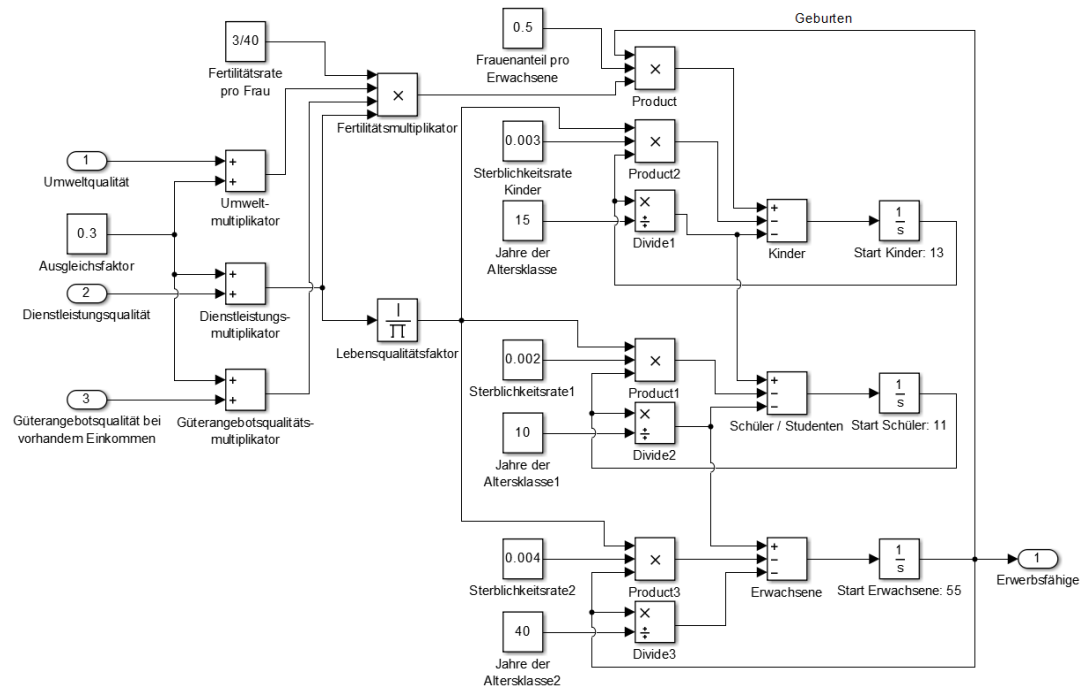 Geburten
3/40
Fertilitätsrate
pro Frau
0.5
Frauenanteil pro
Erwachsene
×
Product
×
Fertilitätsmultiplikator
0.003
Sterblichkeitsrate
Kinder
×
Product2
1
Umweltqualität
+
+
Umwelt-
multiplikator
0.3
Ausgleichsfaktor
15
Jahre der
Altersklasse
×
÷
Divide1
+
−
−
Kinder
1
s
Start Kinder: 13
2
Dienstleistungsqualität
+
+
Dienstleistungs-
multiplikator
Lebensqualitätsfaktor
0.002
Sterblichkeitsrate1
×
Product1
3
Güterangebotsqualität bei
vorhandem Einkommen
+
+
Güterangebotsqualitäts-
multiplikator
10
Jahre der
Altersklasse1
×
÷
Divide2
+
−
−
Schüler / Studenten
1
s
Start Schüler: 11
0.004
Sterblichkeitsrate2
×
Product3
+
−
−
Erwachsene
1
s
Start Erwachsene: 55
1
Erwerbsfähige
40
Jahre der
Altersklasse2
×
÷
Divide3